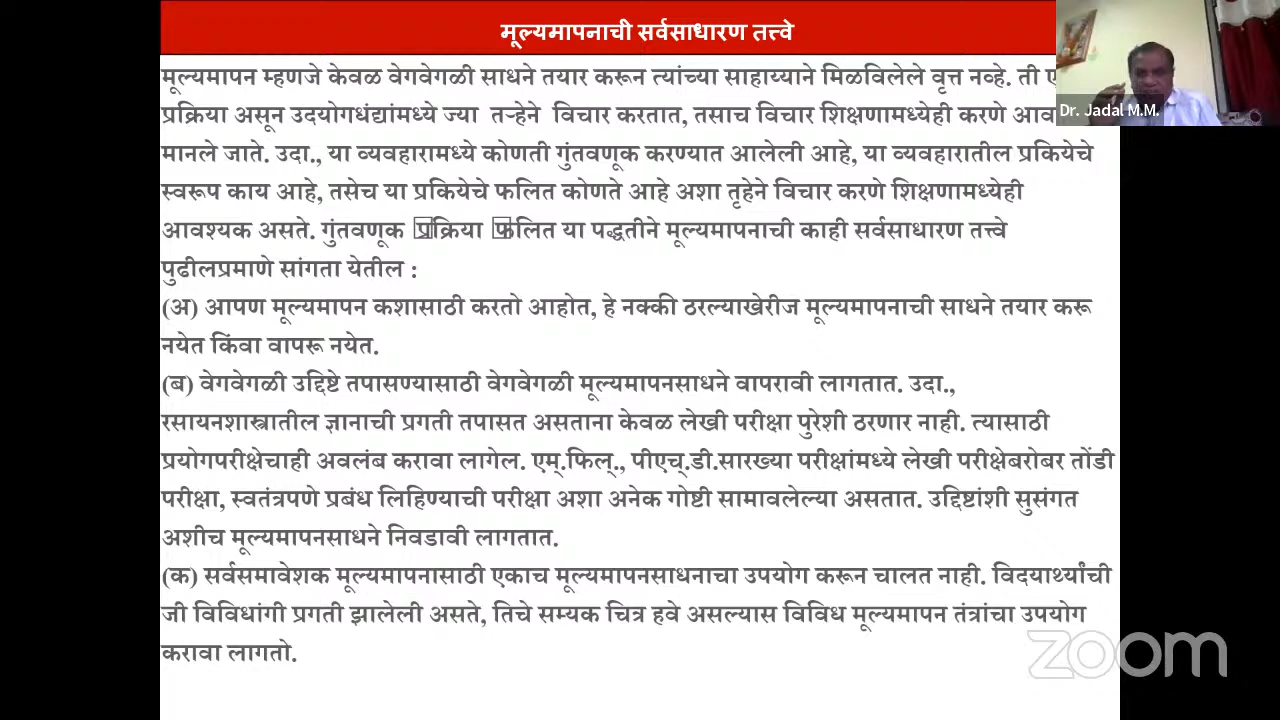 मूल्यमापनाची सर्वसाधारण तत्त्वे
मूल्यमापन म्हणजे केवळ वेगवेगळी साधने तयार करून त्यांच्या साहाय्याने मिळविलेले वृत्त नव्हे. ती
प्रक्रिया असून उदयोगधंद्यांमध्ये ज्या तऱ्हेने विचार करतात, तसाच विचार शिक्षणामध्येही करणे
मानले जाते. उदा., या व्यवहारामध्ये कोणती गुंतवणूक करण्यात आलेली आहे, या व्यवहारातील प्रकियेचे
स्वरूप काय आहे, तसेच या प्रकियेचे फलित कोणते आहे अशा तृहेने विचार करणे शिक्षणामध्येही
आवश्यक असते. गुंतवणूक प्रक्रिया फलित या पद्धतीने मूल्यमापनाची काही सर्वसाधारण तत्त्वे
पुढीलप्रमाणे सांगता येतील :
(अ) आपण मूल्यमापन कशासाठी करतो आहोत, हे नक्की ठरल्याखेरीज मूल्यमापनाची साधने तयार करू
नयेत किंवा वापरू नयेत.
(ब) वेगवेगळी उद्दिष्टे तपासण्यासाठी वेगवेगळी मूल्यमापनसाधने वापरावी लागतात. उदा.,
रसायनशास्त्रातील ज्ञानाची प्रगती तपासत असताना केवळ लेखी परीक्षा पुरेशी ठरणार नाही. त्यासाठी
प्रयोगपरीक्षेचाही अवलंब करावा लागेल. एम्.फिल्., पीएच्.डी.सारख्या परीक्षांमध्ये लेखी परीक्षेबरोबर तोंडी
परीक्षा, स्वतंत्रपणे प्रबंध लिहिण्याची परीक्षा अशा अनेक गोष्टी सामावलेल्या असतात. उद्दिष्टांशी सुसंगत
अशीच मूल्यमापनसाधने निवडावी लागतात.
(क) सर्वसमावेशक मूल्यमापनासाठी एकाच मूल्यमापनसाधनाचा उपयोग करून चालत नाही. विदयार्थ्यांची
जी विविधांगी प्रगती झालेली असते, तिचे सम्यक चित्र हवे असल्यास विविध मूल्यमापन तंत्रांचा उपयोग
करावा लागतो.
Dr. Jadal M.M.
zoom